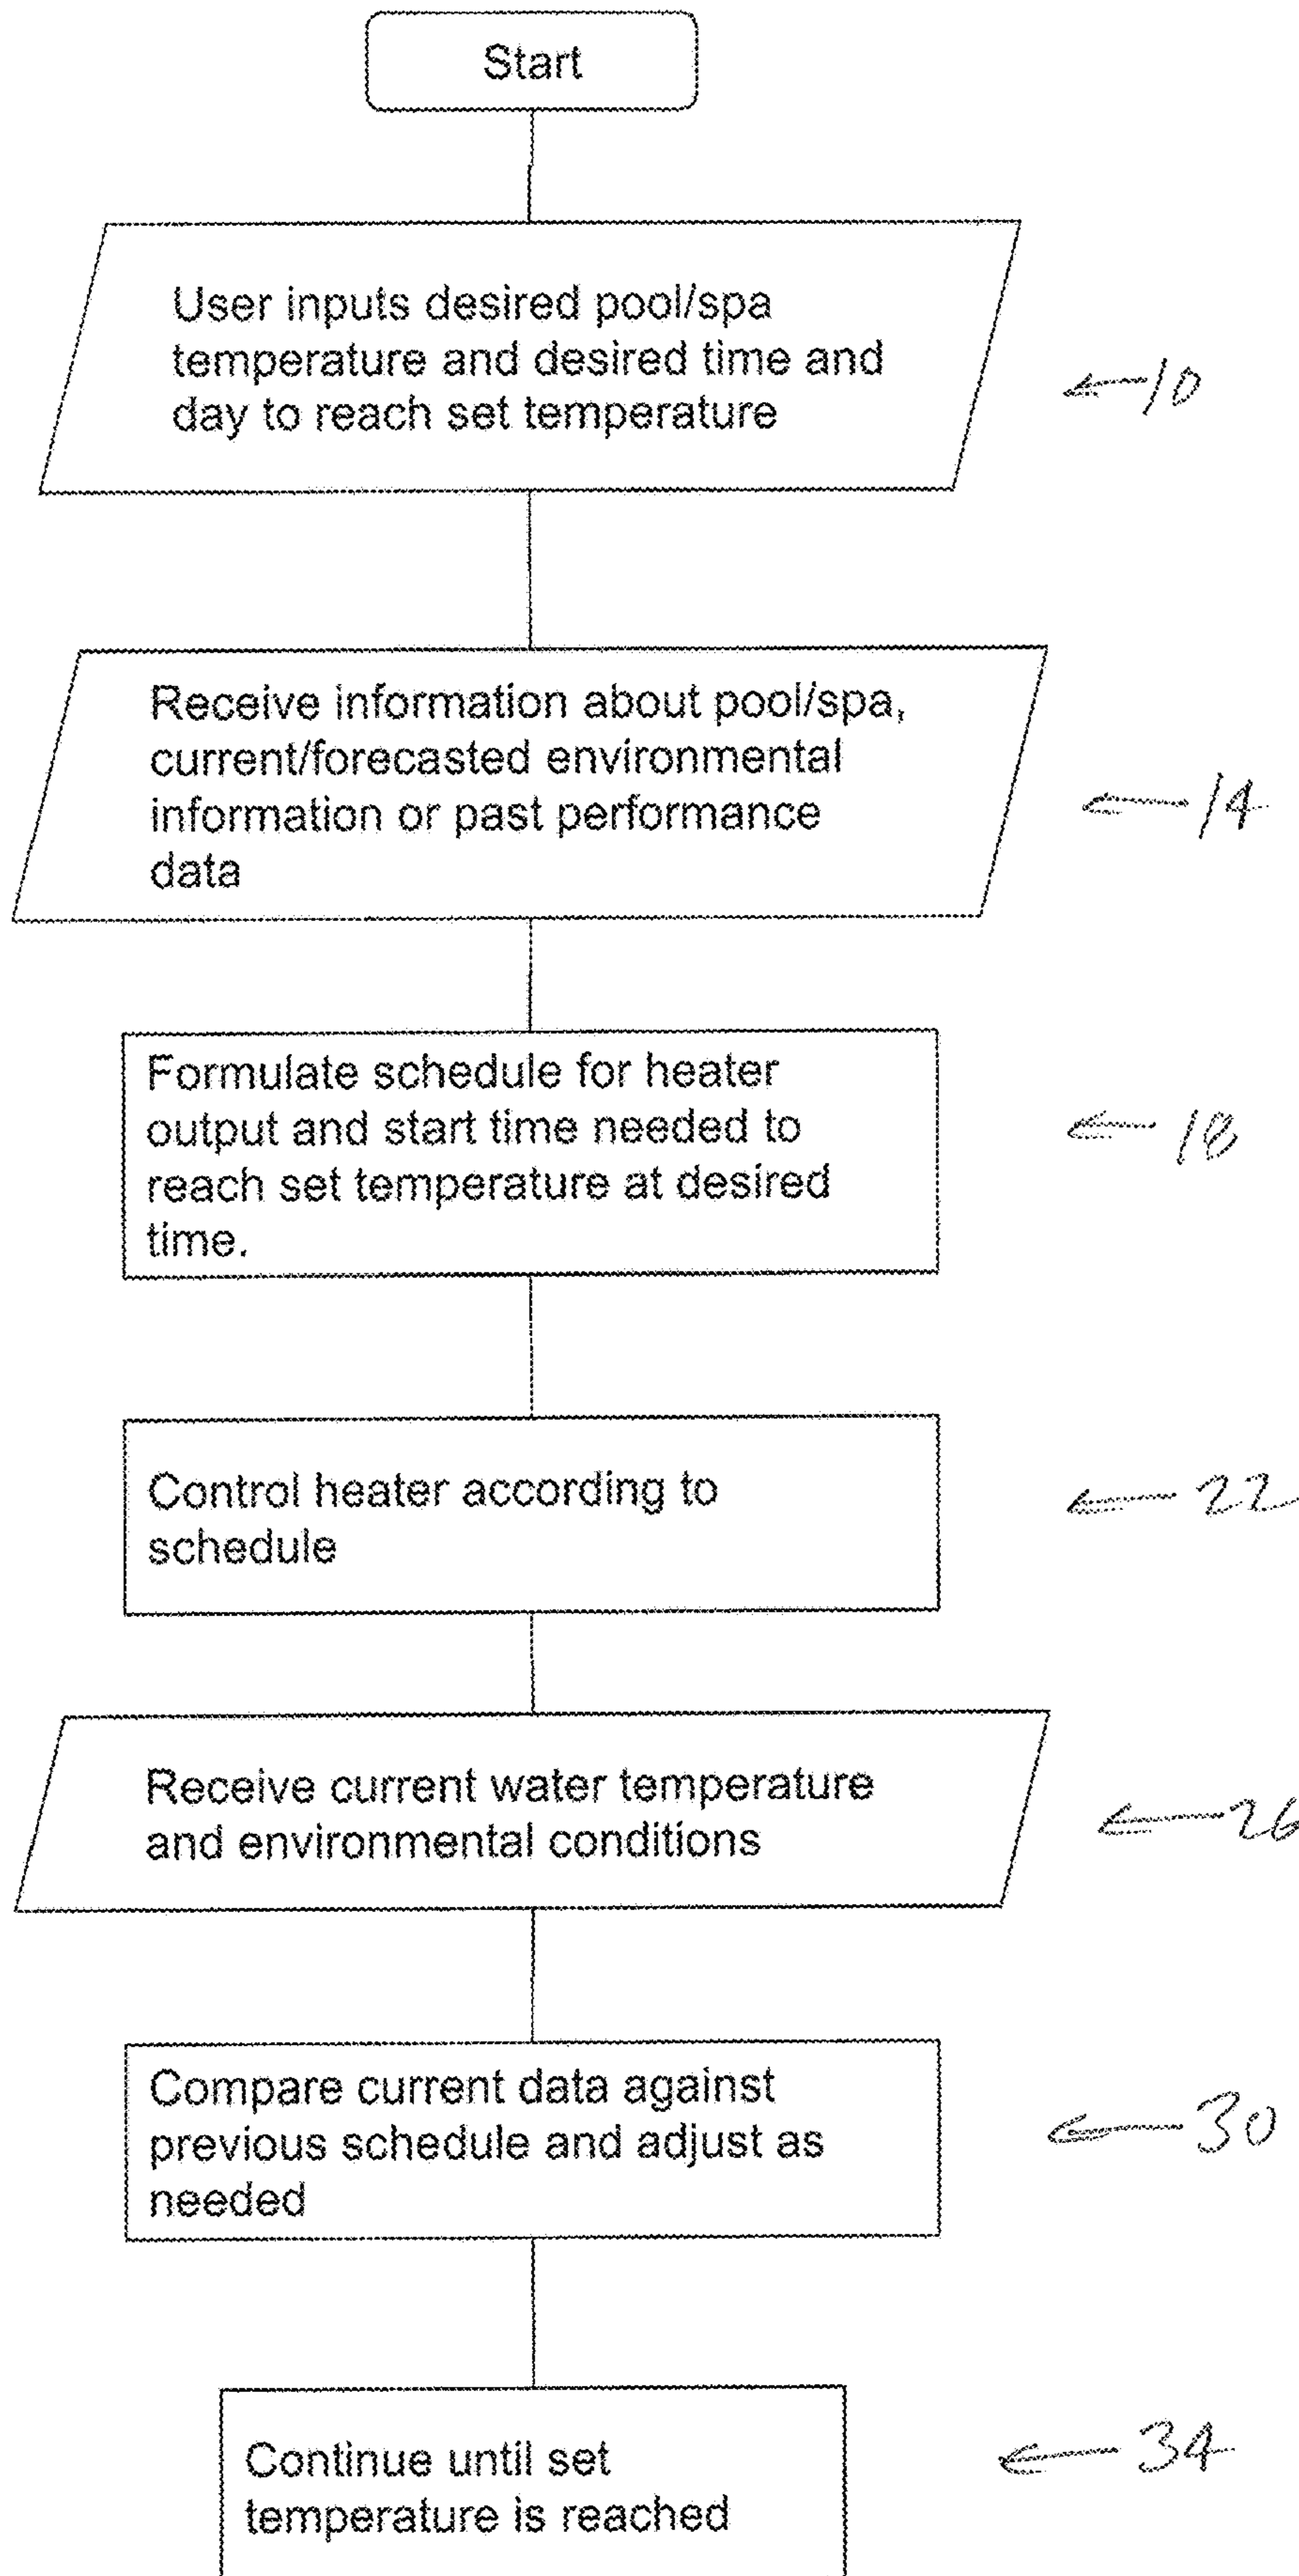 Start
User inputs desired pool/spa
temperature and desired time and
day to reach set temperature
10
Receive information about pool/spa,
current/forecasted environmental
information or past performance
data
14
Formulate schedule for heater
output and start time needed to
reach set temperature at desired
time.
18
Control heater according to
schedule
22
Receive current water temperature
and environmental conditions
26
Compare current data against
previous schedule and adjust as
needed
30
Continue until set
temperature is reached
34